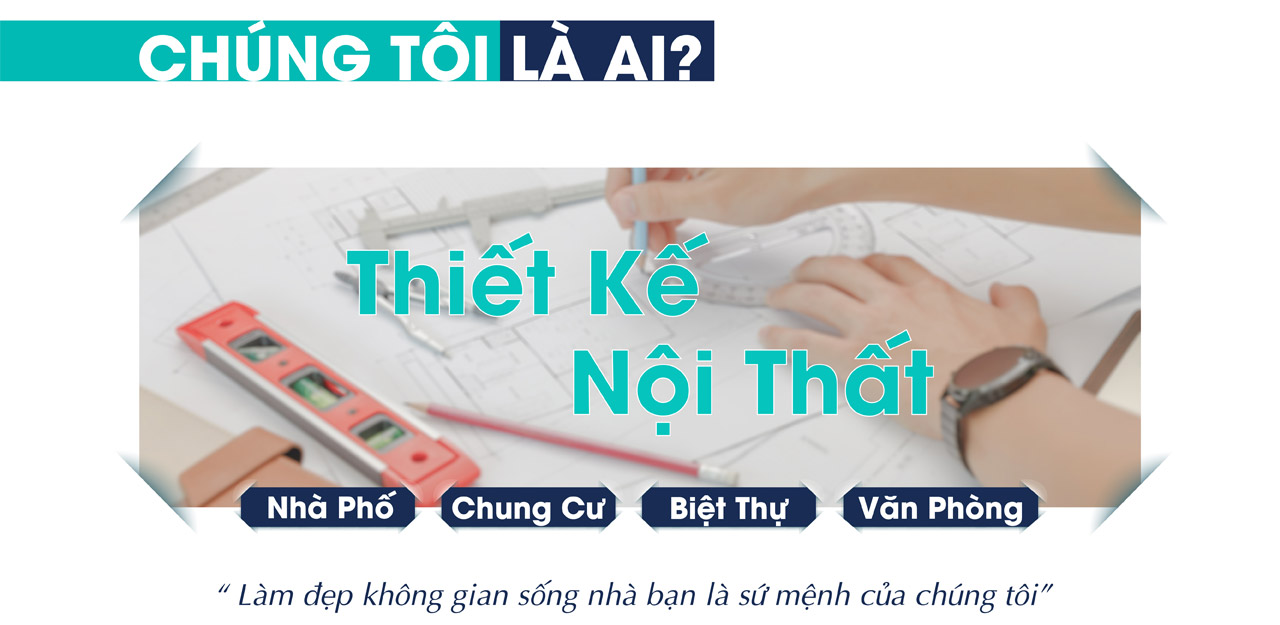 CHÚNG TÔI LÀ AI?
Thiết Kế
Nội Thất
Nhà Phố
Chung Cư
Biệt Thự
Văn Phòng
“ Làm đẹp không gian sống nhà bạn là sứ mệnh của chúng tôi”